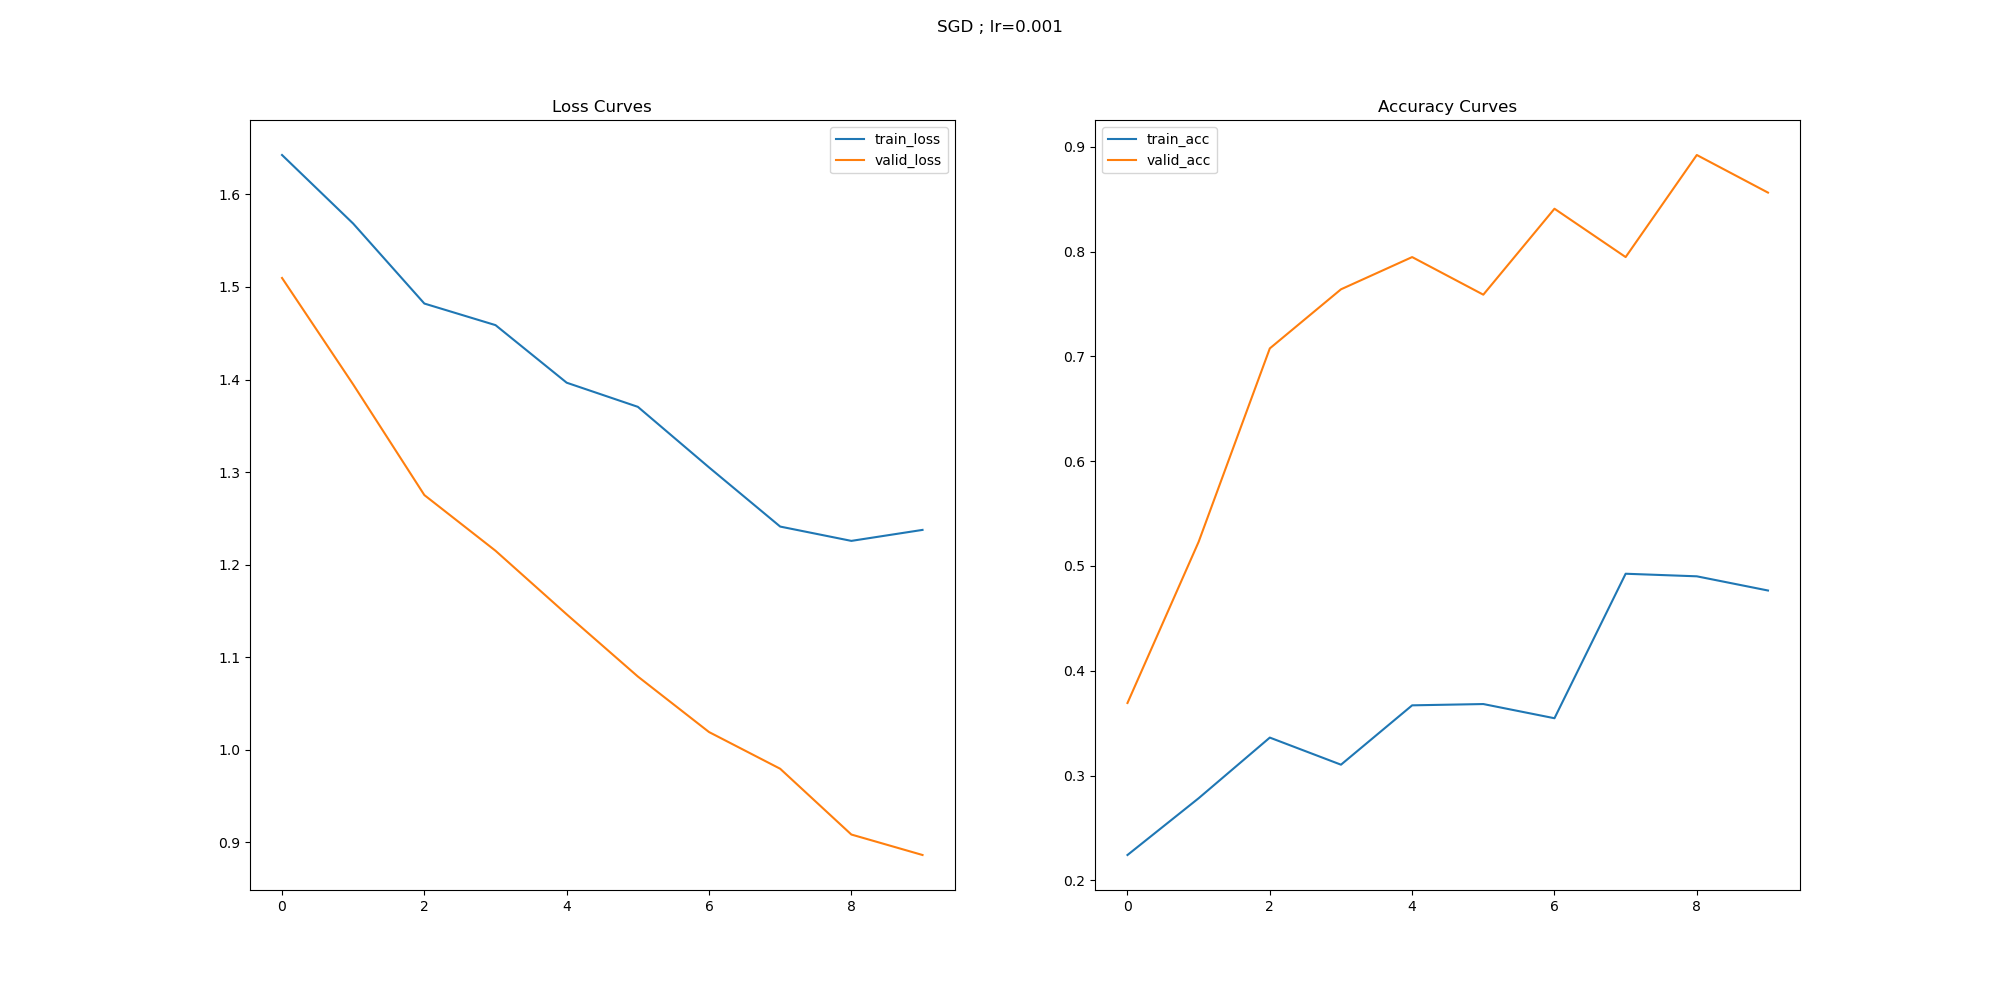 SGD ; lr=0.001
Loss Curves
train_loss
valid_loss
1.6
1.5
1.4
1.3
1.2
1.1
1.0
0.9
0 2 4 6 8
Accuracy Curves
train_acc
valid_acc
0.9
0.8
0.7
0.6
0.5
0.4
0.3
0.2
0 2 4 6 8